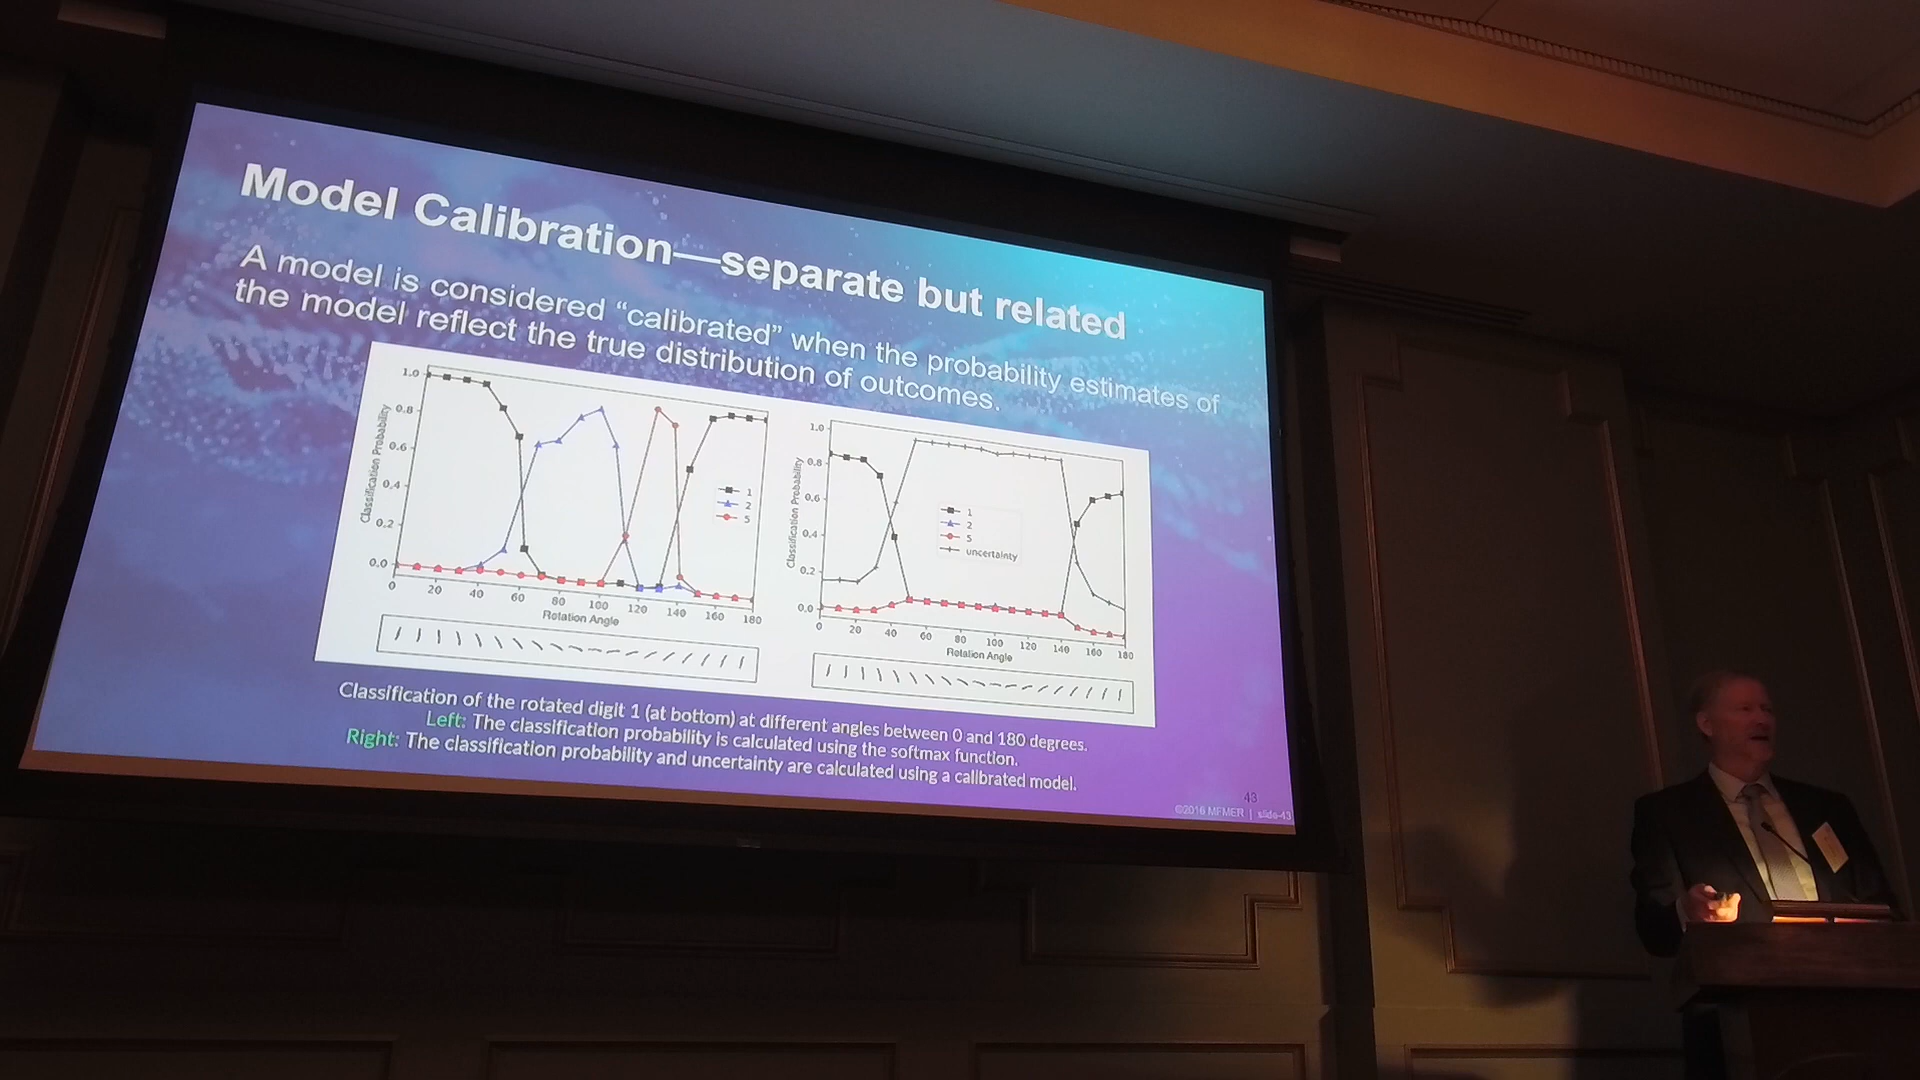 Model Calibration—separate but related
A model is considered “calibrated” when the probability estimates of
the model reflect the true distribution of outcomes.
1.0
0.8
0.6
0.4
0.2
0.0
Classification Probability
0 20 40 60 80 100 120 140 160 180
Rotation Angle
1
2
5
1.0
0.8
0.6
0.4
0.2
0.0
Classification Probability
0 20 40 60 80 100 120 140 160 180
Rotation Angle
1
2
5
uncertainty
Classification of the rotated digit 1 (at bottom) at different angles between 0 and 180 degrees.
Left: The classification probability is calculated using the softmax function.
Right: The classification probability and uncertainty are calculated using a calibrated model.
43
©2016 MFMER | slide-43